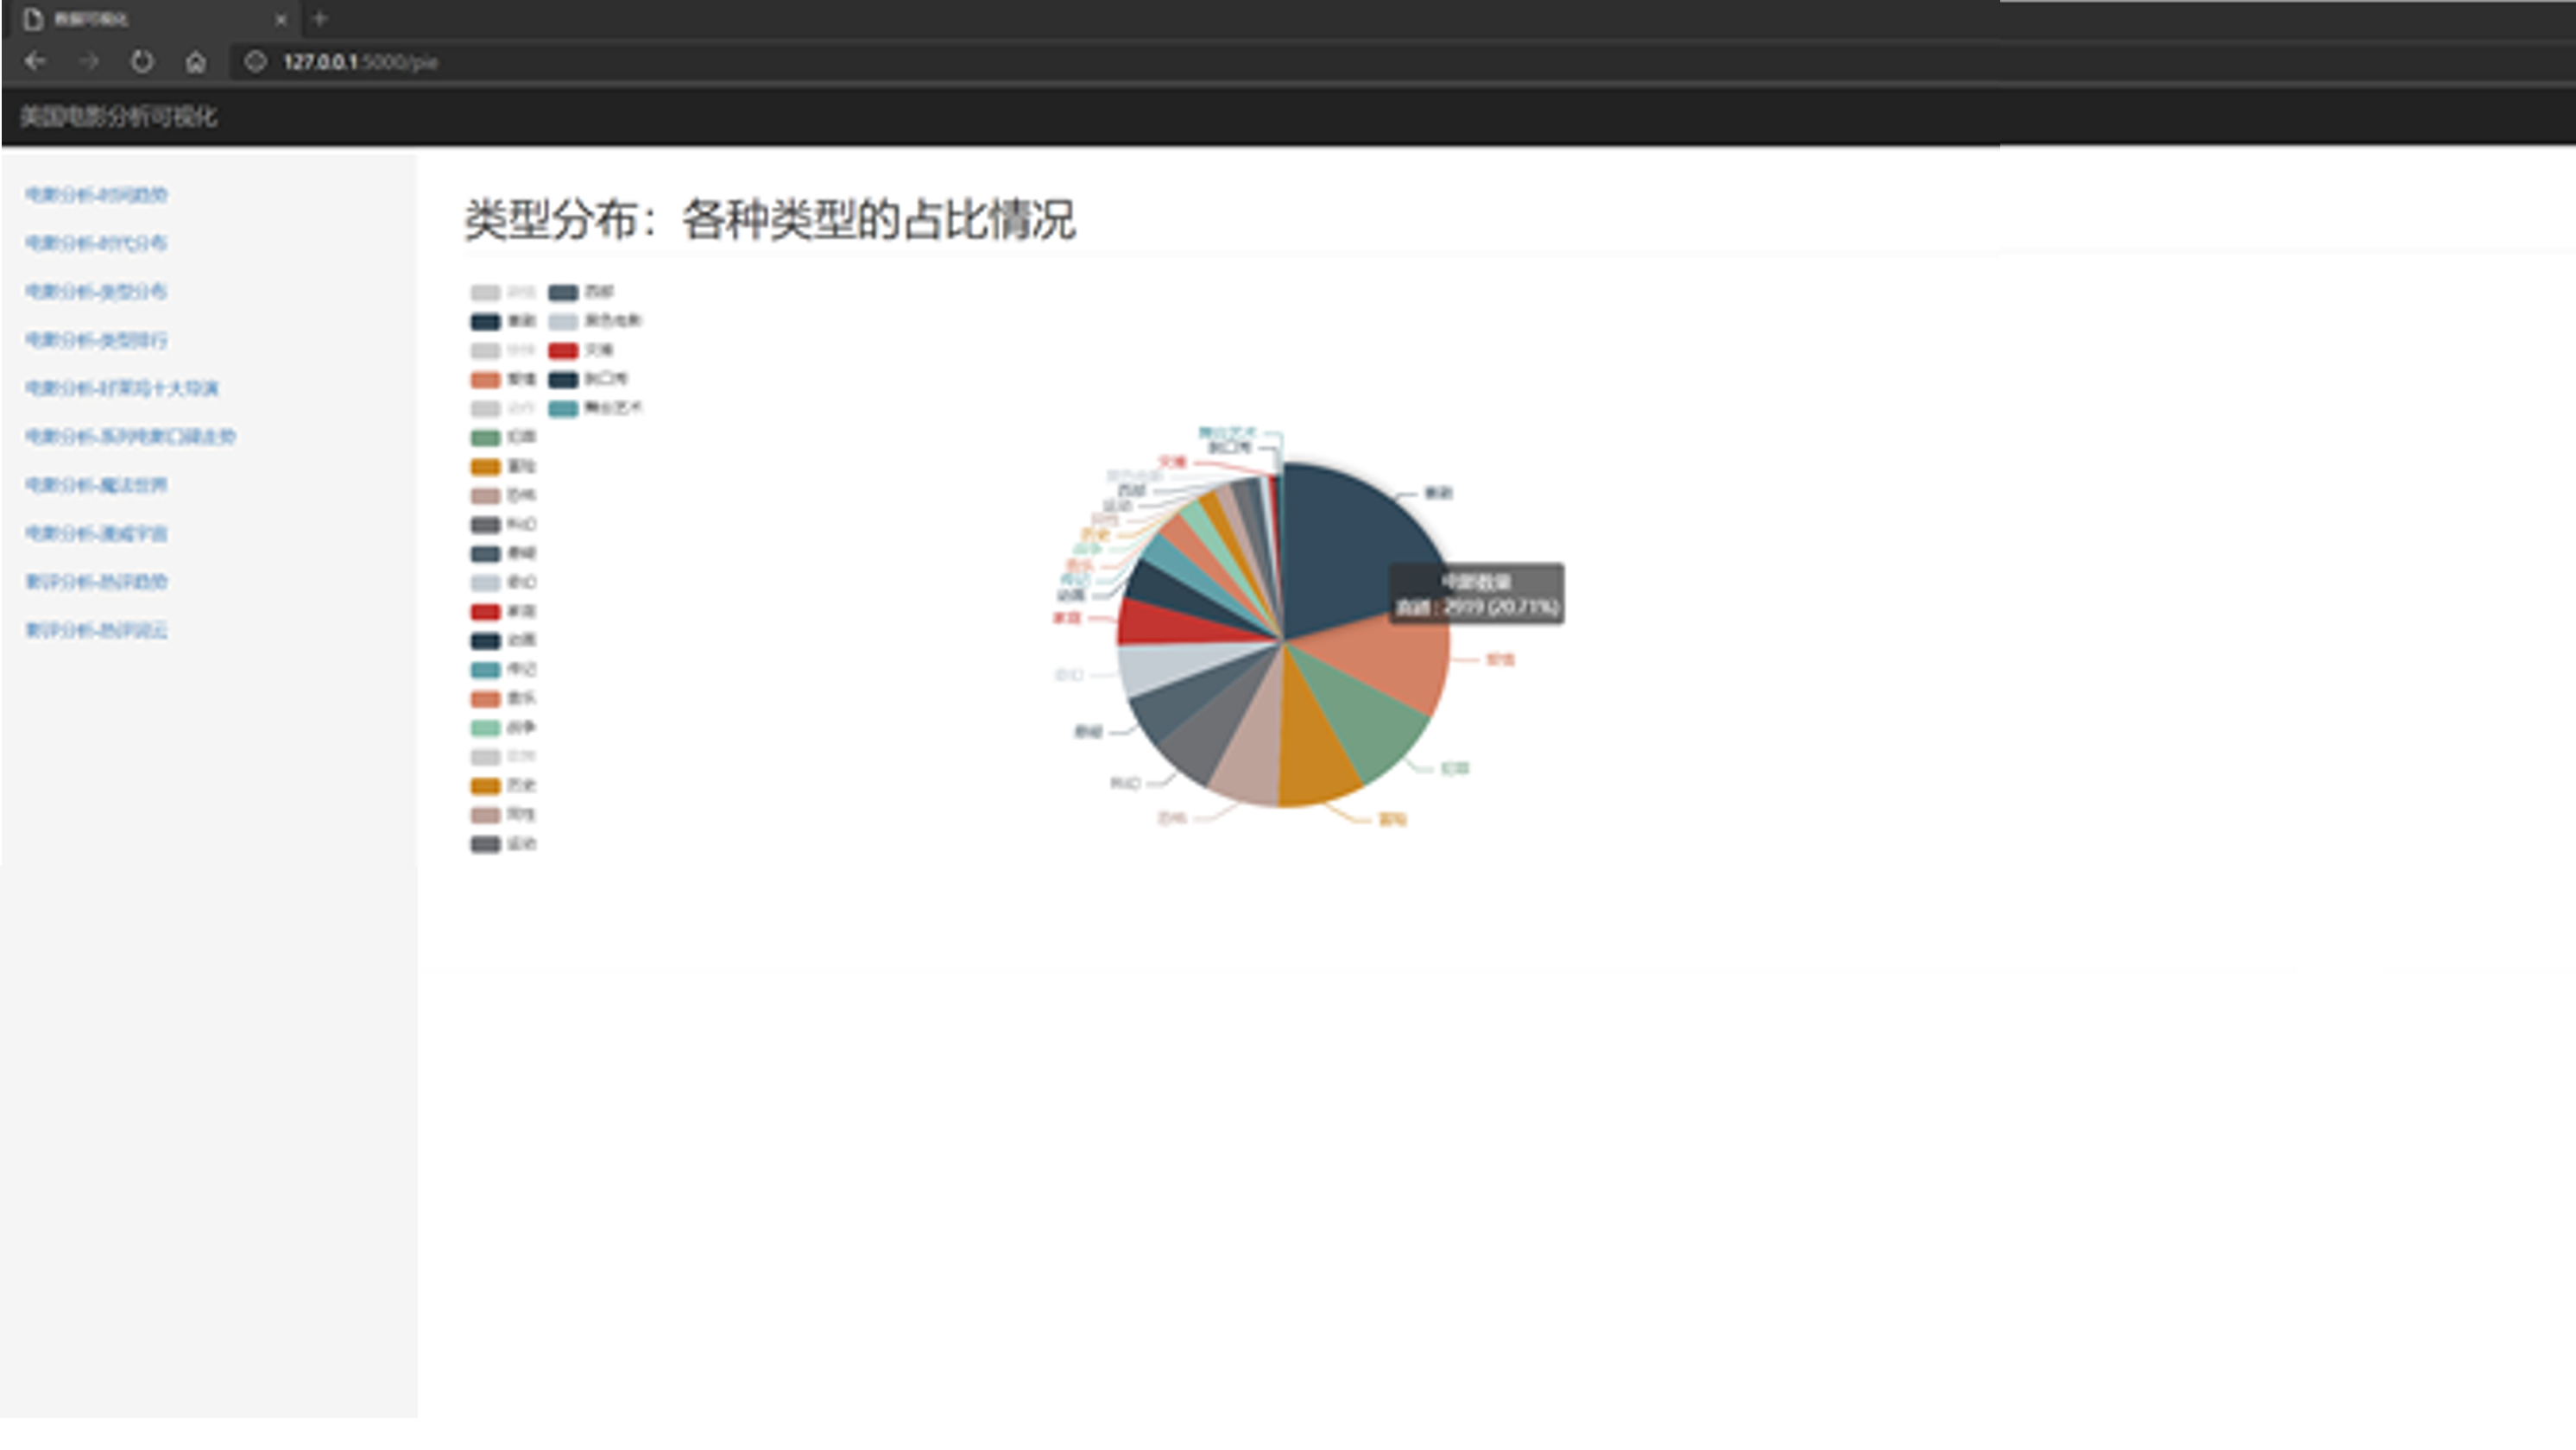 数据可视化
127.0.0.1:5000/pie
美国电影分析可视化
电影分析-时间趋势
电影分析-时代分布
电影分析-类型分布
电影分析-类型排行
电影分析-好莱坞十大导演
电影分析-系列电影口碑走势
电影分析-魔法世界
电影分析-漫威宇宙
影评分析-热评趋势
影评分析-热评词云
类型分布：各种类型的占比情况
西部
喜剧
黑色电影
灾难
爱情
脱口秀
舞台艺术
犯罪
冒险
恐怖
科幻
悬疑
奇幻
家庭
动画
传记
音乐
战争
历史
同性
运动
舞台艺术
脱口秀
灾难
黑色电影
西部
运动
同性
历史
战争
音乐
传记
动画
家庭
奇幻
悬疑
科幻
恐怖
冒险
犯罪
爱情
喜剧
电影数量
喜剧 : 2919 (20.71%)